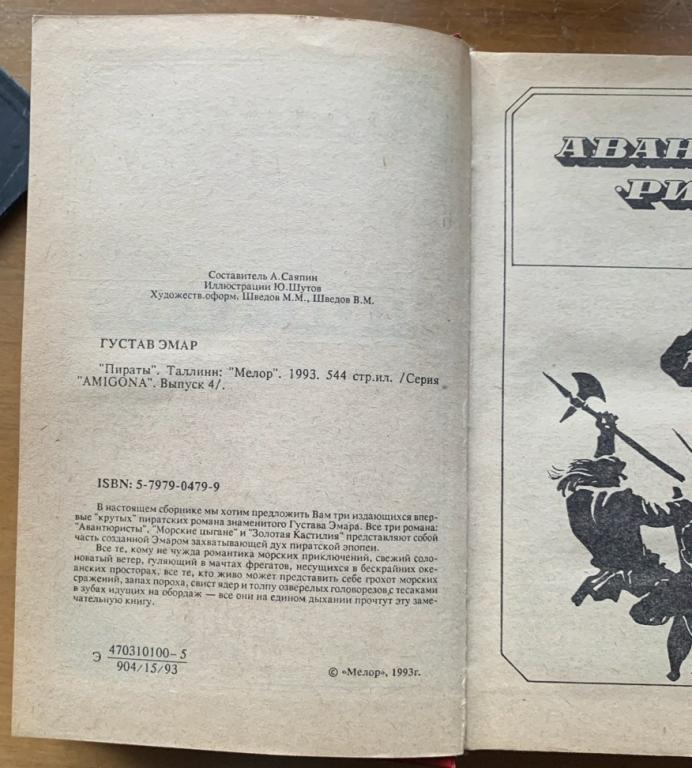 Составитель А.Саяпин
Иллюстрации Ю.Шутов
Художеств.оформ. Шведов М.М., Шведов В.М.
ГУСТАВ ЭМАР
"Пираты". Таллинн: "Мелор". 1993. 544 стр.ил. /Серия
"AMIGONA". Выпуск 4/.
ISBN: 5-7979-0479-9
В настоящем сборнике мы хотим предложить Вам три издающихся впер-
вые "крутых" пиратских романа знаменитого Густава Эмара. Все три романа:
"Авантюристы", "Морские цыгане" и "Золотая Кастилия" представляют собой
часть созданной Эмаром захватывающей дух пиратской эпопеи.
Все те, кому не чужда романтика морских приключений, свежий соло-
новатый ветер, гуляющий в мачтах фрегатов, несущихся в бескрайних оке-
анских просторах, все те, кто живо может представить себе грохот морских
сражений, запах пороха, свист ядер и толпу озверелых головорезов,с тесаками
в зубах идущих на обордаж — все они на едином дыхании прочтут эту заме-
чательную книгу.
Э 470310100-5
904/15/93
© «Мелор», 1993г.
АВАН
РИ